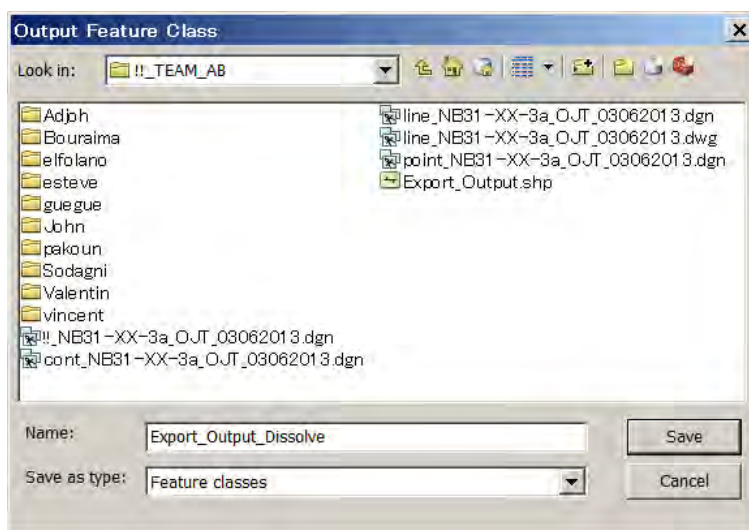 Output Feature Class
Look in: !!_TEAM_AB
Adjoh
Bouraima
elfolano
esteve
guegue
John
pakoun
Sodagni
Valentin
vincent
!!_NB31-XX-3a_OJT_03062013.dgn
cont_NB31-XX-3a_OJT_03062013.dgn
line_NB31-XX-3a_OJT_03062013.dgn
line_NB31-XX-3a_OJT_03062013.dwg
point_NB31-XX-3a_OJT_03062013.dgn
Export_Output.shp
Name: Export_Output_Dissolve Save
Save as type: Feature classes Cancel